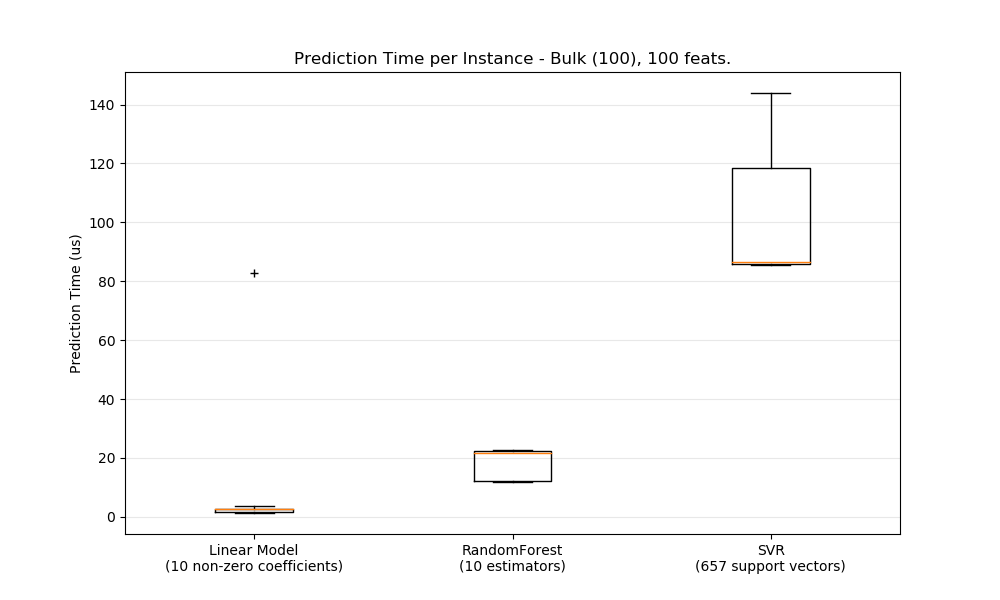 Prediction Time per Instance - Bulk (100), 100 feats.
Prediction Time (us)
140
120
100
80
60
40
20
0
Linear Model
(10 non-zero coefficients)
RandomForest
(10 estimators)
SVR
(657 support vectors)